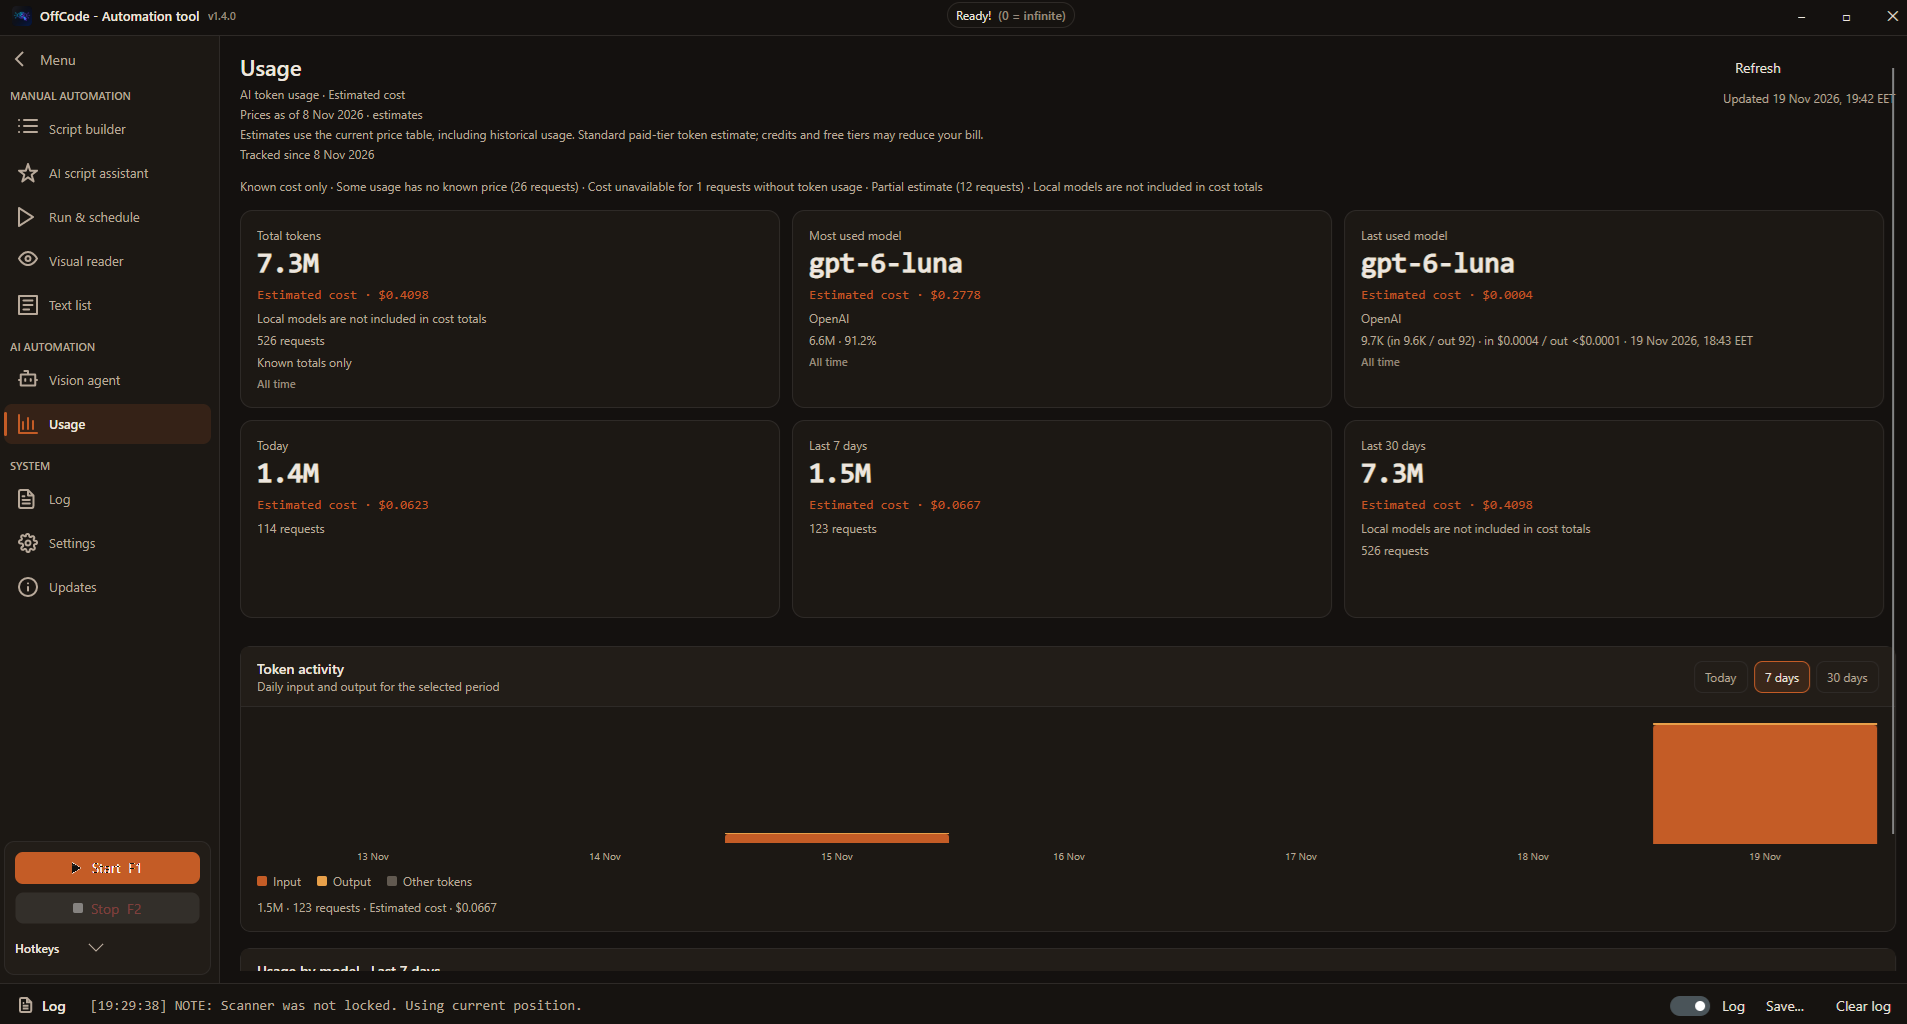 OffCode - Automation tool v1.4.0
Ready! (0 = infinite)
Menu
MANUAL AUTOMATION
Script builder
AI script assistant
Run & schedule
Visual reader
Text list
AI AUTOMATION
Vision agent
Usage
SYSTEM
Log
Settings
Updates
Start F1
Stop F2
Hotkeys
Usage
Refresh
AI token usage · Estimated cost
Updated 19 Nov 2026, 19:42 EET
Prices as of 8 Nov 2026 · estimates
Estimates use the current price table, including historical usage. Standard paid-tier token estimate; credits and free tiers may reduce your bill.
Tracked since 8 Nov 2026
Known cost only · Some usage has no known price (26 requests) · Cost unavailable for 1 requests without token usage · Partial estimate (12 requests) · Local models are not included in cost totals
Total tokens
7.3M
Estimated cost · $0.4098
Local models are not included in cost totals
526 requests
Known totals only
All time
Most used model
gpt-6-luna
Estimated cost · $0.2778
OpenAI
6.6M · 91.2%
All time
Last used model
gpt-6-luna
Estimated cost · $0.0004
OpenAI
9.7K (in 9.6K / out 92) · in $0.0004 / out <$0.0001 · 19 Nov 2026, 18:43 EET
All time
Today
1.4M
Estimated cost · $0.0623
114 requests
Last 7 days
1.5M
Estimated cost · $0.0667
123 requests
Last 30 days
7.3M
Estimated cost · $0.4098
Local models are not included in cost totals
526 requests
Token activity
Daily input and output for the selected period
Today 7 days 30 days
13 Nov 14 Nov 15 Nov 16 Nov 17 Nov 18 Nov 19 Nov
Input Output Other tokens
1.5M · 123 requests · Estimated cost · $0.0667
Usage by model · Last 7 days
Log [19:29:38] NOTE: Scanner was not locked. Using current position.
Log Save... Clear log